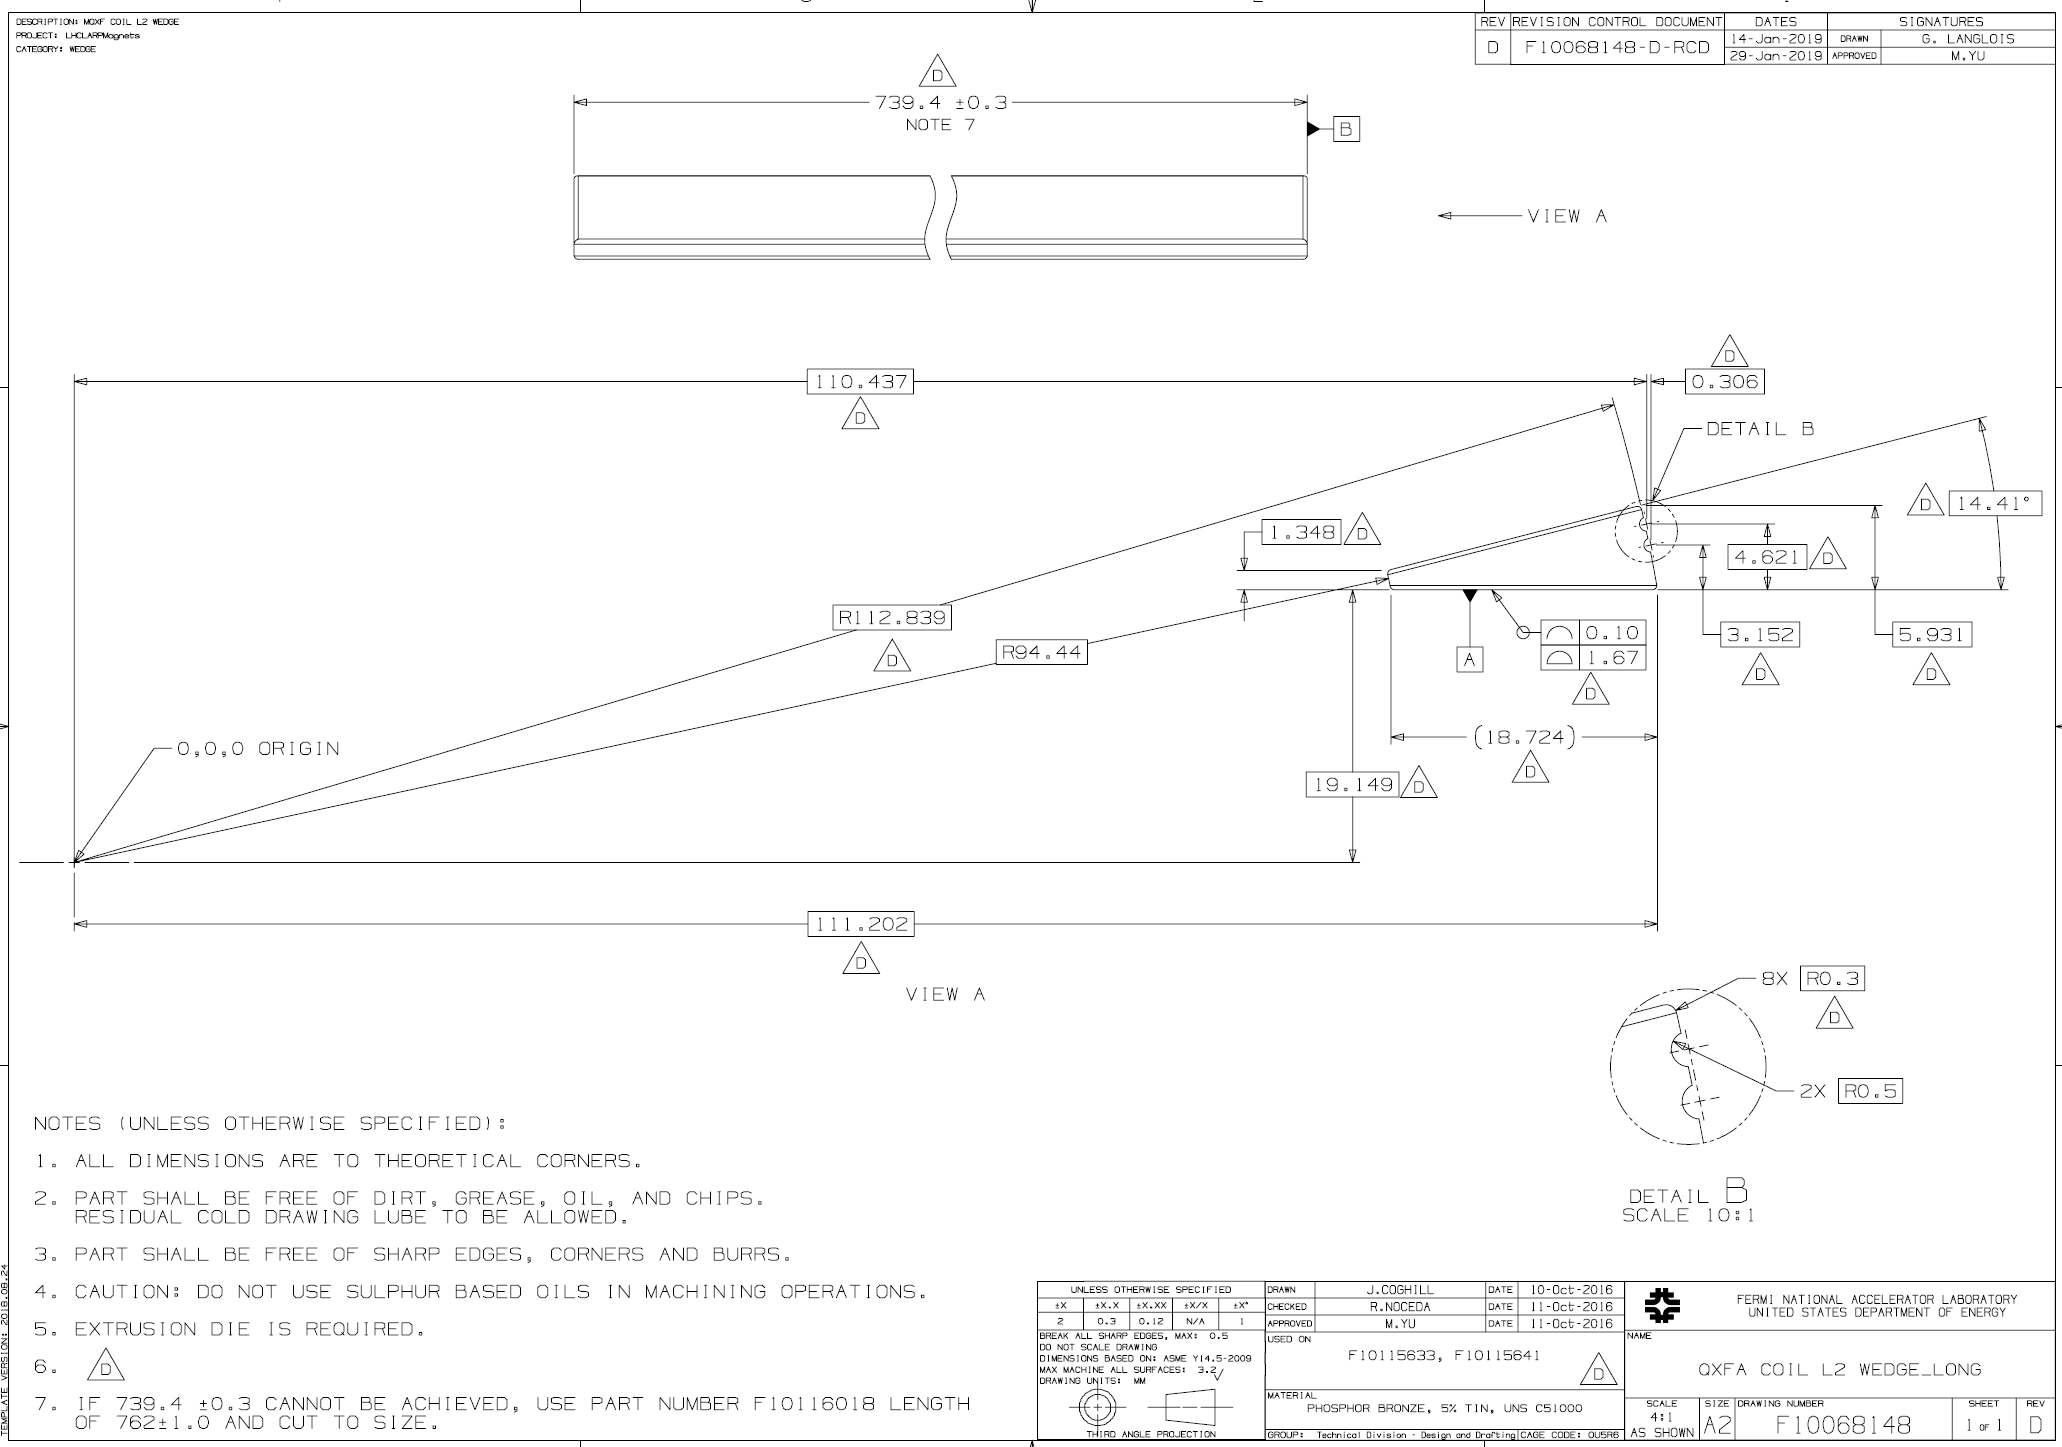 DESCRIPTION: MQXF COIL L2 WEDGE
PROJECT: LHCLARPMagnets
CATEGORY: WEDGE
REV REVISION CONTROL DOCUMENT DATES SIGNATURES
D F10068148-D-RCD 14-Jan-2019 DRAWN G. LANGLOIS
29-Jan-2019 APPROVED M.YU
D
739.4 ±0.3
NOTE 7
B
VIEW A
D
110.437 0.306
D
DETAIL B
D 14.41°
1.348 D
4.621 D
R112.839
D
R94.44
0.10
1.67
D
A
3.152
D
5.931
D
0,0,0 ORIGIN
(18.724)
D
19.149 D
111.202
D
VIEW A
8X R0.3
D
2X R0.5
DETAIL B
SCALE 10:1
NOTES (UNLESS OTHERWISE SPECIFIED):
1. ALL DIMENSIONS ARE TO THEORETICAL CORNERS.
2. PART SHALL BE FREE OF DIRT, GREASE, OIL, AND CHIPS.
RESIDUAL COLD DRAWING LUBE TO BE ALLOWED.
3. PART SHALL BE FREE OF SHARP EDGES, CORNERS AND BURRS.
4. CAUTION: DO NOT USE SULPHUR BASED OILS IN MACHINING OPERATIONS.
5. EXTRUSION DIE IS REQUIRED.
6. D
7. IF 739.4 ±0.3 CANNOT BE ACHIEVED, USE PART NUMBER F10116018 LENGTH
OF 762±1.0 AND CUT TO SIZE.
TEMPLATE VERSION: 2018.08.24
UNLESS OTHERWISE SPECIFIED
±X ±X.X ±X.XX ±X/X ±X°
2 0.3 0.12 N/A 1
BREAK ALL SHARP EDGES, MAX: 0.5
DO NOT SCALE DRAWING
DIMENSIONS BASED ON: ASME Y14.5-2009
MAX MACHINE ALL SURFACES: 3.2
DRAWING UNITS: MM
THIRD ANGLE PROJECTION
DRAWN J.COGHILL DATE 10-Oct-2016
CHECKED R.NOCEDA DATE 11-Oct-2016
APPROVED M.YU DATE 11-Oct-2016
USED ON
F10115633, F10115641
D
MATERIAL
PHOSPHOR BRONZE, 5% TIN, UNS C51000
GROUP: Technical Division - Design and Drafting CAGE CODE: OU5R6
FERMI NATIONAL ACCELERATOR LABORATORY
UNITED STATES DEPARTMENT OF ENERGY
NAME
QXFA COIL L2 WEDGE_LONG
SCALE SIZE DRAWING NUMBER SHEET REV
4:1
AS SHOWN A2 F10068148 1 OF 1 D